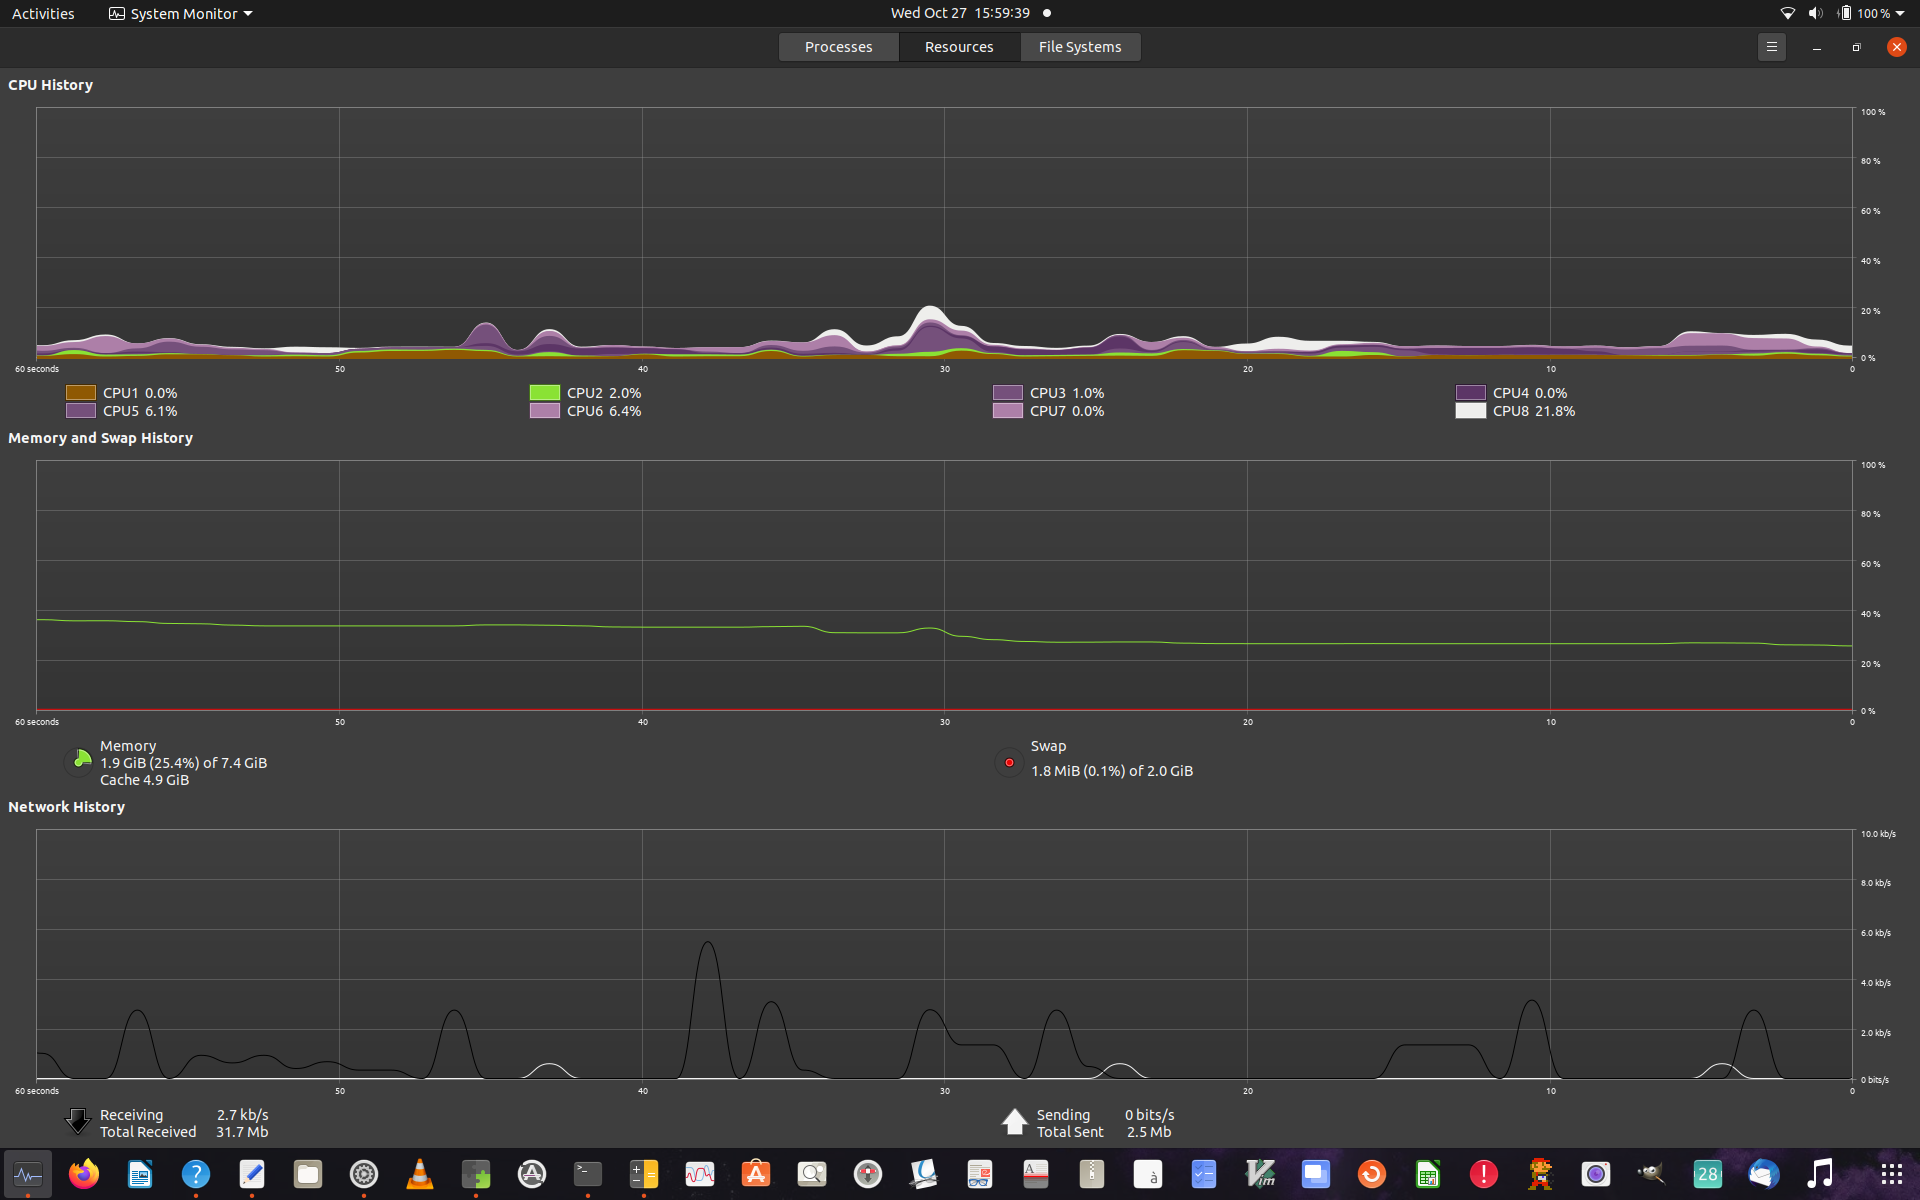 Activities System Monitor Wed Oct 27 15:59:39 100 %
Processes Resources File Systems
CPU History
100 %
80 %
60 %
40 %
20 %
0 %
60 seconds 50 40 30 20 10 0
CPU1 0.0% CPU2 2.0% CPU3 1.0% CPU4 0.0%
CPU5 6.1% CPU6 6.4% CPU7 0.0% CPU8 21.8%
Memory and Swap History
100 %
80 %
60 %
40 %
20 %
0 %
60 seconds 50 40 30 20 10 0
Memory
1.9 GiB (25.4%) of 7.4 GiB
Cache 4.9 GiB
Swap
1.8 MiB (0.1%) of 2.0 GiB
Network History
10.0 kb/s
8.0 kb/s
6.0 kb/s
4.0 kb/s
2.0 kb/s
0 bits/s
60 seconds 50 40 30 20 10 0
Receiving 2.7 kb/s
Total Received 31.7 Mb
Sending 0 bits/s
Total Sent 2.5 Mb
? >_ A à Vim ! 28